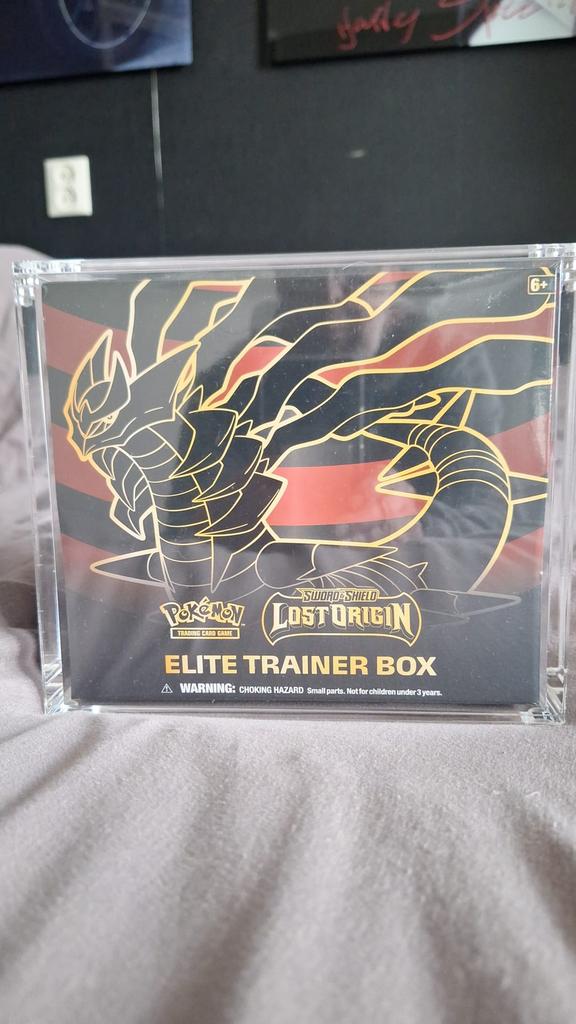 6+
POKéMON
TRADING CARD GAME
SWORD & SHIELD
LOST ORIGIN
ELITE TRAINER BOX
WARNING: CHOKING HAZARD Small parts. Not for children under 3 years.